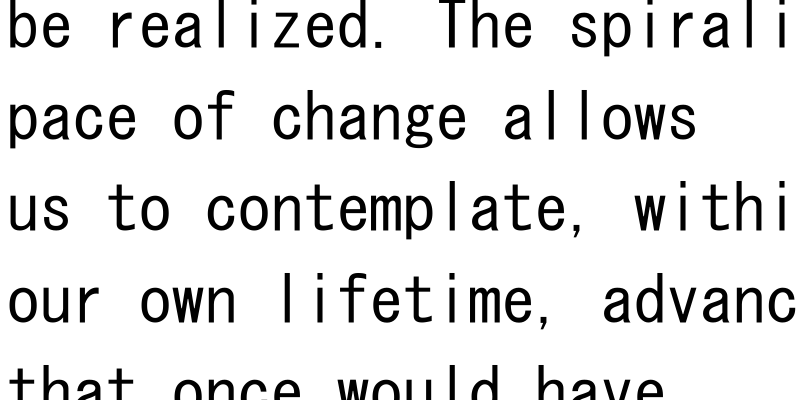 be realized. The spirali
pace of change allows
us to contemplate, withi
our own lifetime, advanc
that once would have